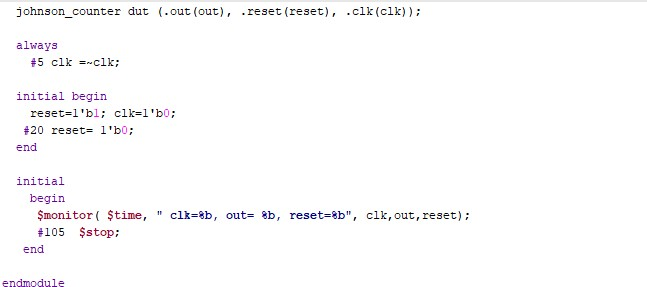 johnson_counter dut (.out(out), .reset(reset), .clk(clk));
always
#5 clk =~clk;
initial begin
reset=1'b1; clk=1'b0;
#20 reset= 1'b0;
end
initial
begin
$monitor( $time, " clk=%b, out= %b, reset=%b", clk,out,reset);
#105 $stop;
end
endmodule